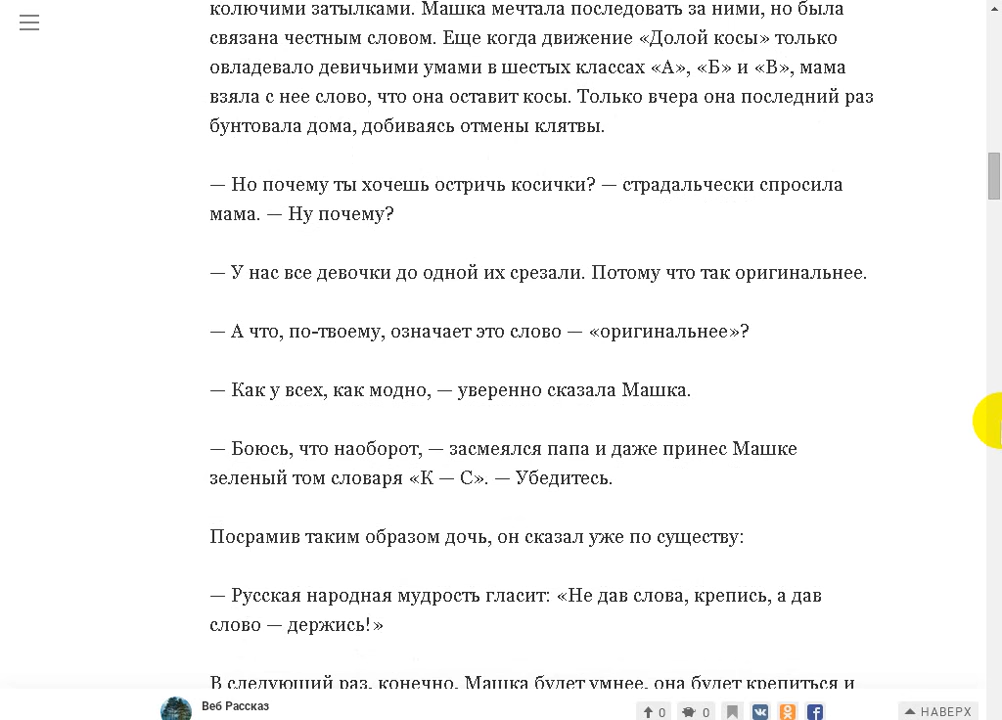 колючими затылками. Машка мечтала последовать за ними, но была
связана честным словом. Еще когда движение «Долой косы» только
овладевало девичьими умами в шестых классах «А», «Б» и «В», мама
взяла с нее слово, что она оставит косы. Только вчера она последний раз
бунтовала дома, добиваясь отмены клятвы.
— Но почему ты хочешь остричь косички? — страдальчески спросила
мама. — Ну почему?
— У нас все девочки до одной их срезали. Потому что так оригинальнее.
— А что, по-твоему, означает это слово — «оригинальнее»?
— Как у всех, как модно, — уверенно сказала Машка.
— Боюсь, что наоборот, — засмеялся папа и даже принес Машке
зеленый том словаря «К — С». — Убедитесь.
Посрамив таким образом дочь, он сказал уже по существу:
— Русская народная мудрость гласит: «Не дав слова, крепись, а дав
слово — держись!»
В следующий раз, конечно, Машка будет умнее, она будет крепиться и
Веб Рассказ
0 0 НАВЕРХ